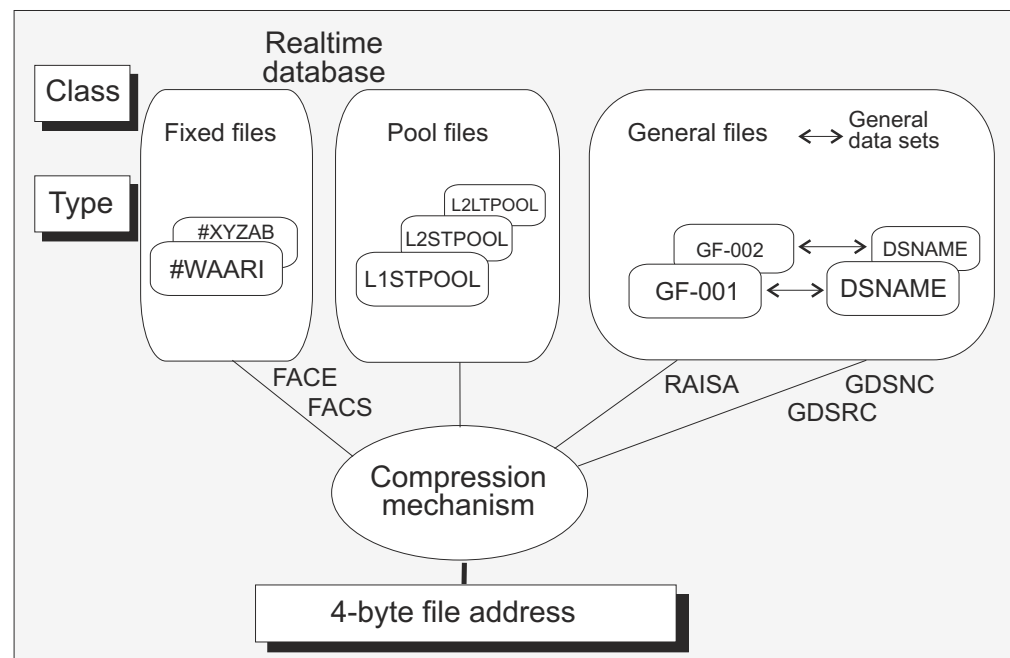 Realtime
database
Class
Fixed files
Pool files
General files
General
data sets
Type
#XYZAB
#WAARI
L2LTPOOL
L2STPOOL
L1STPOOL
GF-002
DSNAME
GF-001
DSNAME
FACE
FACS
RAISA
GDSNC
GDSRC
Compression
mechanism
4-byte file address